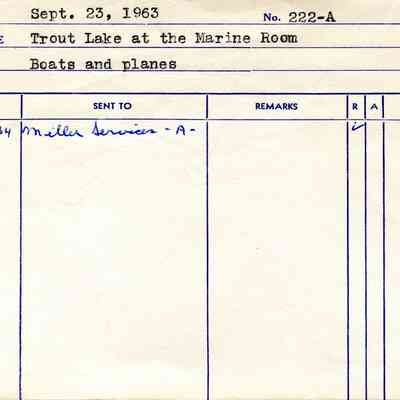 Sept. 23, 1963 No. 222-A
E Trout Lake at the Marine Room
Boats and planes
SENT TO REMARKS R A
64 Miller Services - A - ✓